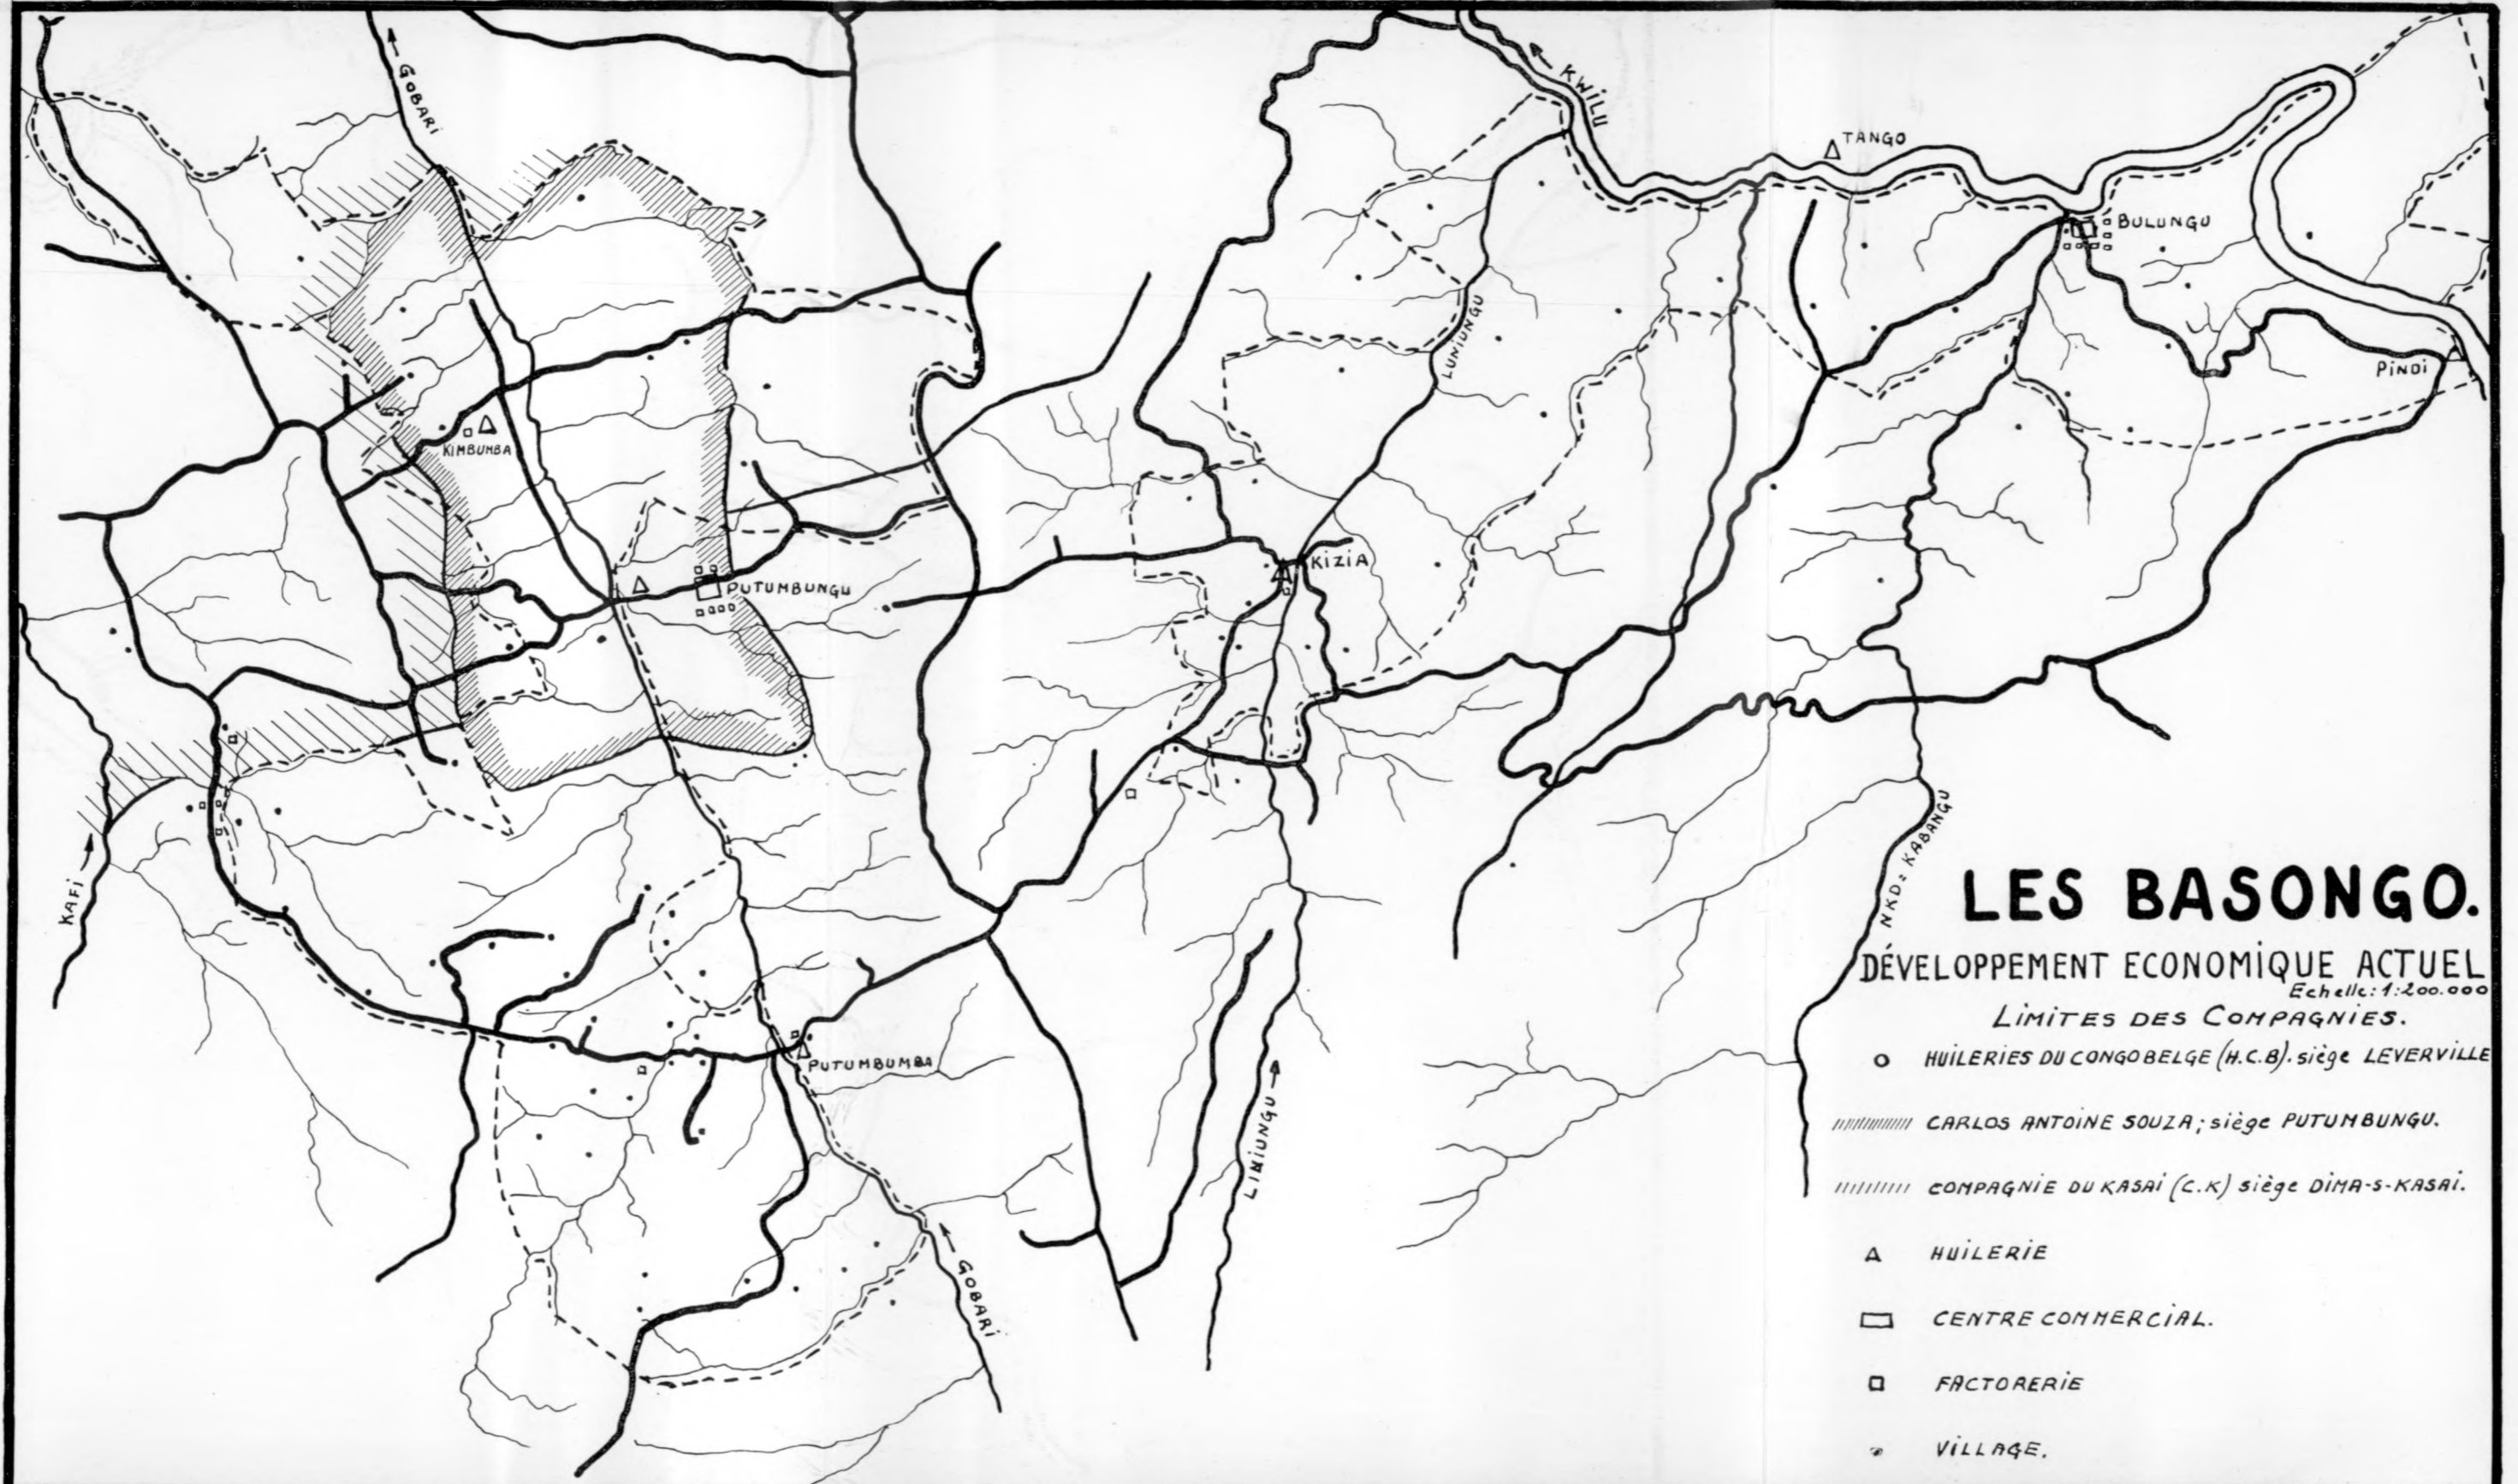 GOBARI
KWILU
TANGO
BULUNGU
LUNIUNGU
PINDI
KIMBUMBA
KIZIA
PUTUMBUNGU
NKD: KABANGU
KAFI
LES BASONGO.
DÉVELOPPEMENT ECONOMIQUE ACTUEL
Echelle: 1:200.000
LIMITES DES COMPAGNIES.
HUILERIES DU CONGO BELGE (H.C.B). siège LEVERVILLE
PUTUMBUMBA
CARLOS ANTOINE SOUZA; siège PUTUMBUNGU.
LINIUNGU
COMPAGNIE DU KASAI (C.K) siège DIMA-S-KASAI.
HUILERIE
GOBARI
CENTRE COMMERCIAL.
FACTORERIE
VILLAGE.